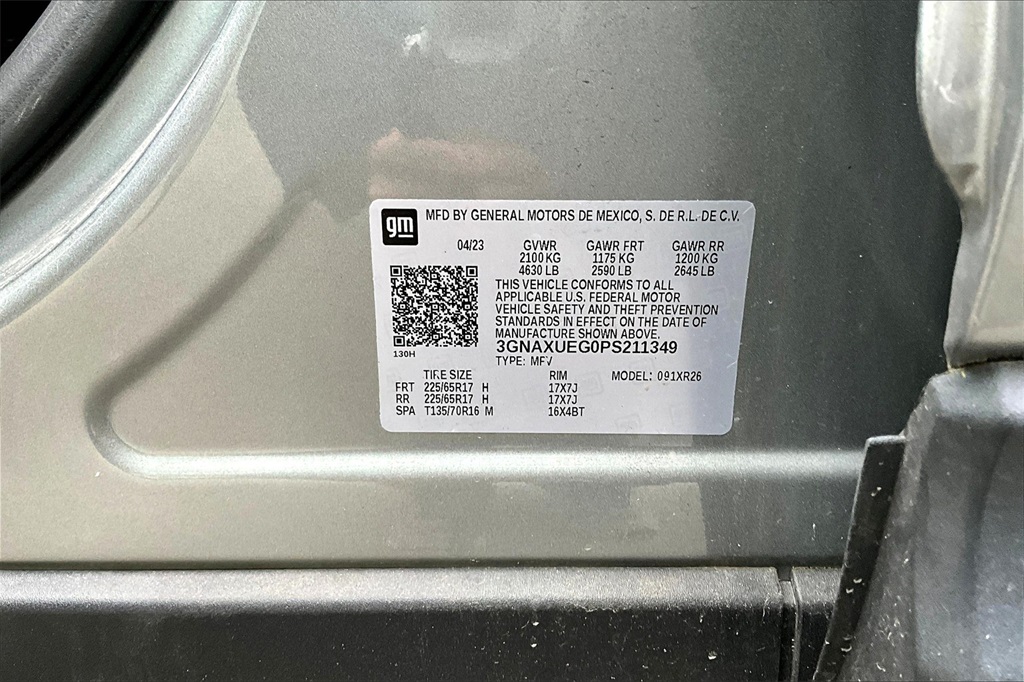 gm
MFD BY GENERAL MOTORS DE MEXICO, S. DE R.L. DE C.V.
04/23 GVWR GAWR FRT GAWR RR
2100 KG 1175 KG 1200 KG
4630 LB 2590 LB 2645 LB
THIS VEHICLE CONFORMS TO ALL
APPLICABLE U.S. FEDERAL MOTOR
VEHICLE SAFETY AND THEFT PREVENTION
STANDARDS IN EFFECT ON THE DATE OF
MANUFACTURE SHOWN ABOVE.
3GNAXUEG0PS211349
130H
TYPE: MPV
TIRE SIZE RIM MODEL: 091XR26
FRT 225/65R17 H 17X7J
RR 225/65R17 H 17X7J
SPA T135/70R16 M 16X4BT